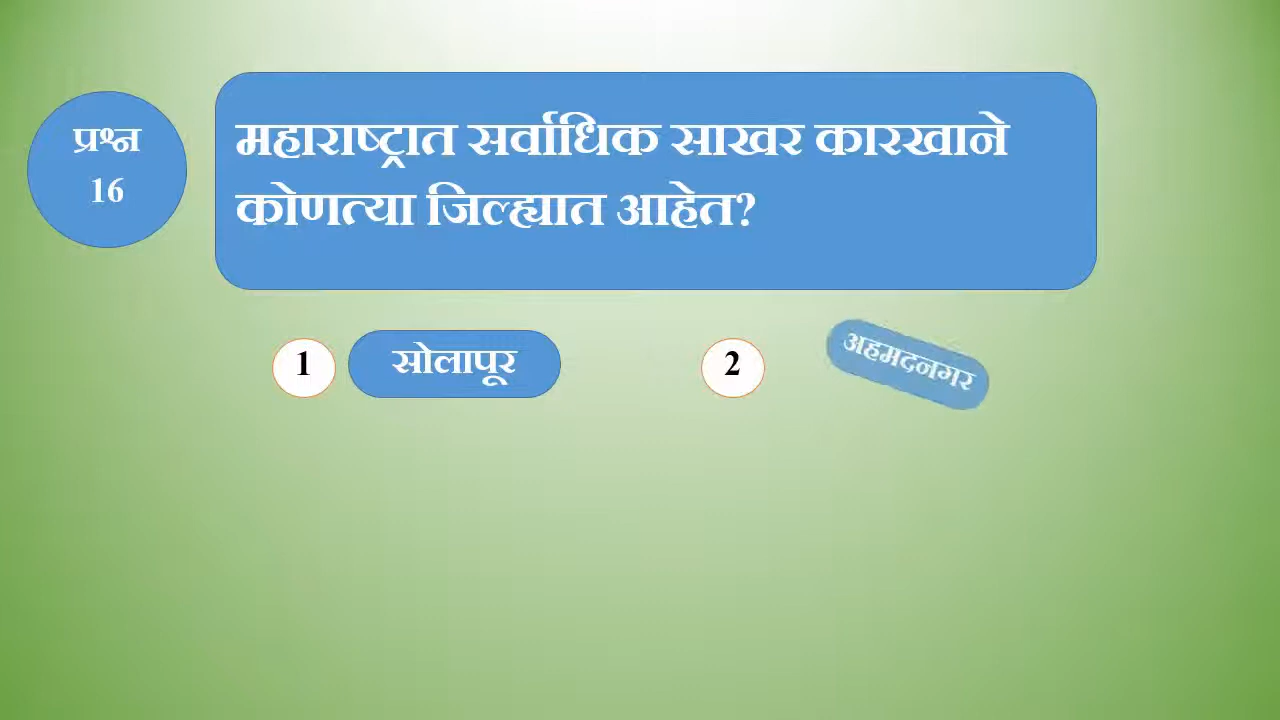 प्रश्न
16
महाराष्ट्रात सर्वाधिक साखर कारखाने
कोणत्या जिल्ह्यात आहेत?
1 सोलापूर
2 अहमदनगर